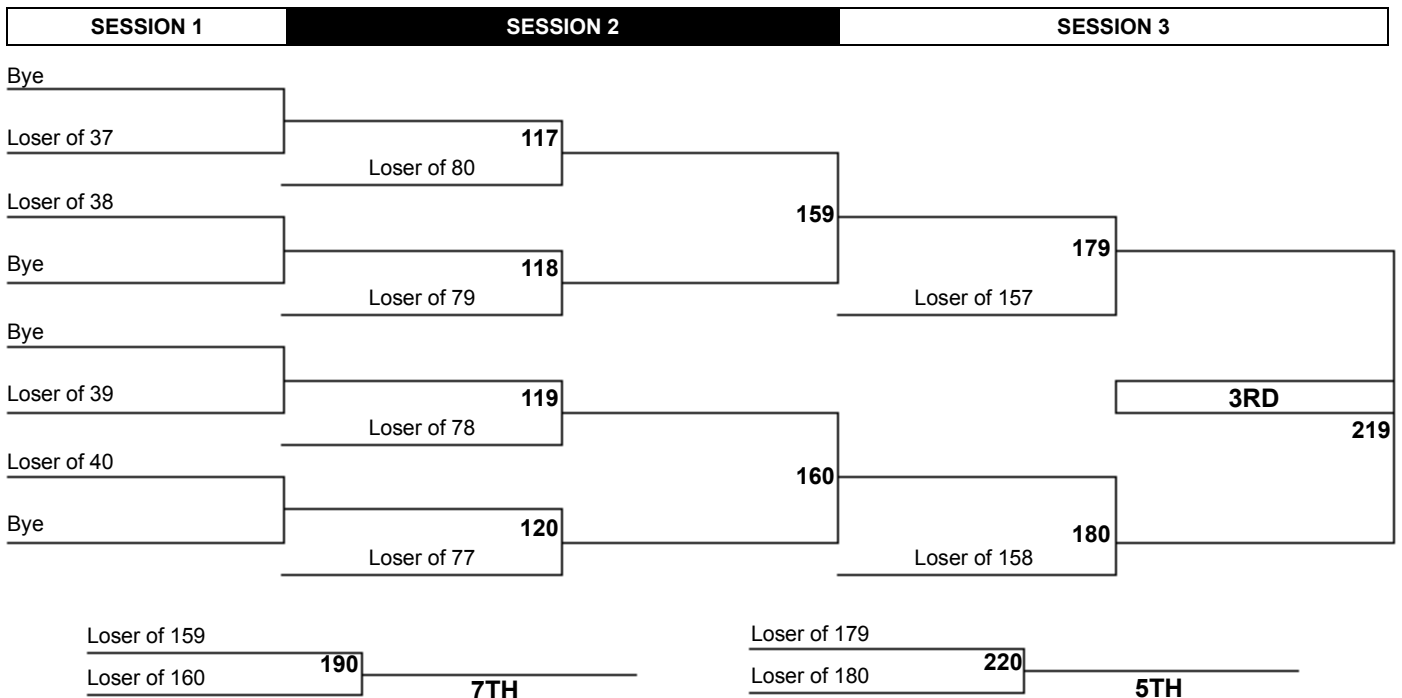 SESSION 1 SESSION 2 SESSION 3
Bye
Loser of 37
117
Loser of 80
Loser of 38
159
Bye
118
179
Loser of 79
Loser of 157
Bye
Loser of 39
119
3RD
Loser of 78
219
Loser of 40
160
Bye
120
180
Loser of 77
Loser of 158
Loser of 159
190
Loser of 160
7TH
Loser of 179
220
Loser of 180
5TH